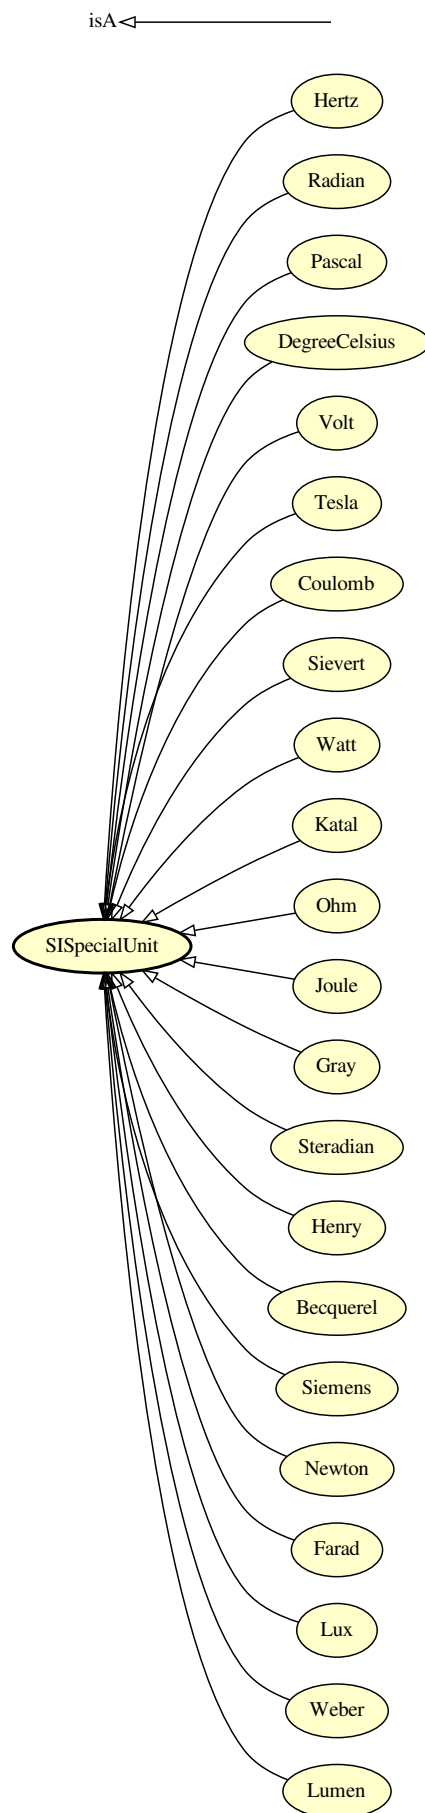 isA
Hertz
Radian
Pascal
DegreeCelsius
Volt
Tesla
Coulomb
Sievert
Watt
Katal
Ohm
SISpecialUnit
Joule
Gray
Steradian
Henry
Becquerel
Siemens
Newton
Farad
Lux
Weber
Lumen